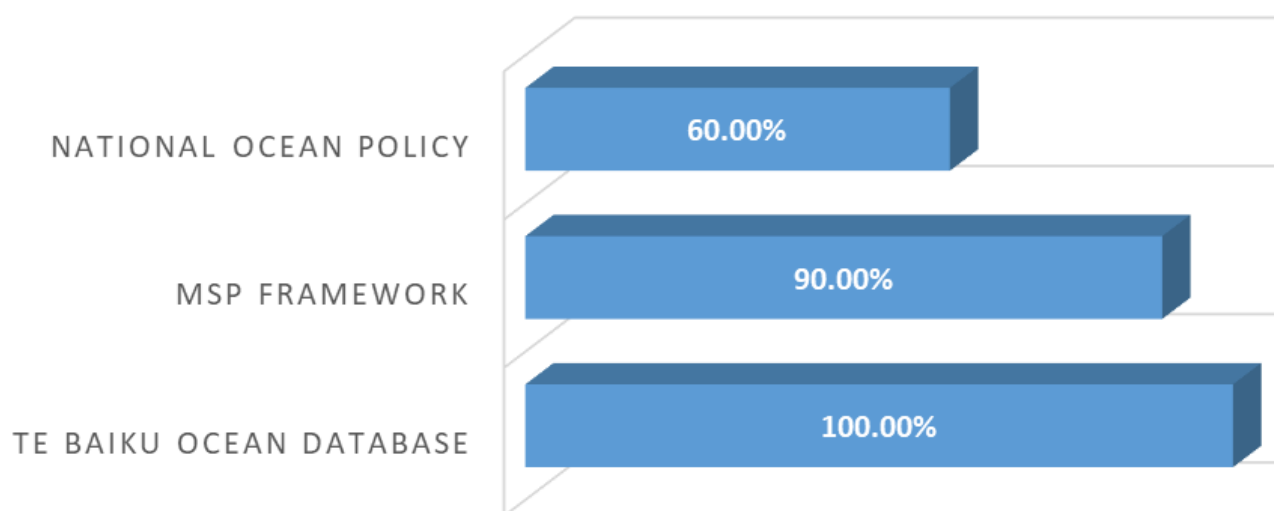 NATIONAL OCEAN POLICY
60.00%
MSP FRAMEWORK
90.00%
TE BAIKU OCEAN DATABASE
100.00%